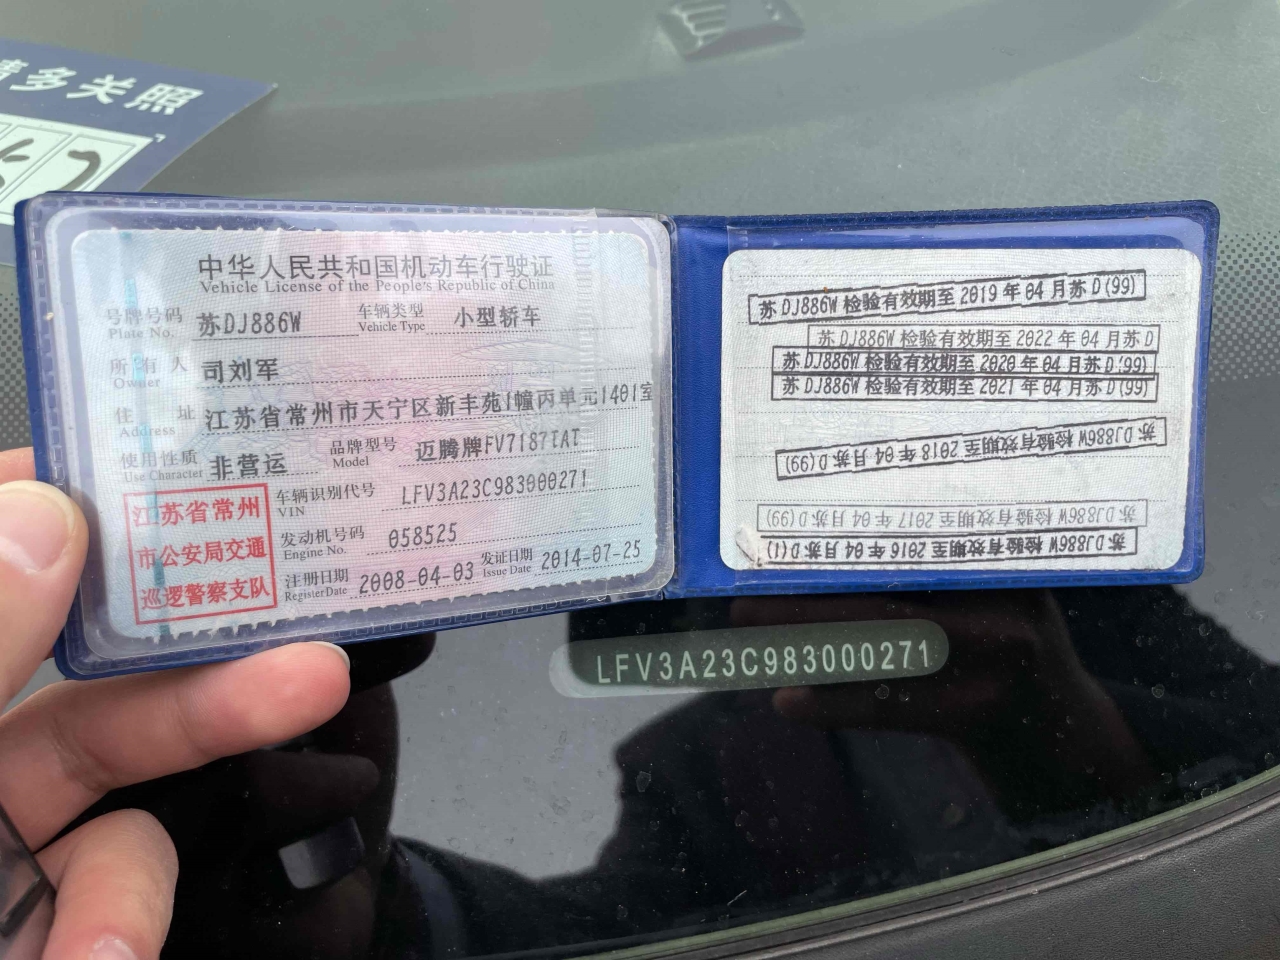 请多关照
中华人民共和国机动车行驶证
Vehicle License of the People's Republic of China
号牌号码 苏DJ886W 车辆类型 小型轿车
Plate No. Vehicle Type
所有人 司刘军
Owner
住址 江苏省常州市天宁区新丰苑1幢丙单元1401室
Address
使用性质 非营运 品牌型号 迈腾牌FV7187TAT
Use Character Model
江苏省常州
市公安局交通
巡逻警察支队
车辆识别代号 LFV3A23C983000271
VIN
发动机号码 058525
Engine No.
注册日期 2008-04-03 发证日期 2014-07-25
Register Date Issue Date
苏DJ886W 检验有效期至 2019年04月苏D(99)
苏DJ886W 检验有效期至 2022年04月苏D
苏DJ886W 检验有效期至 2020年04月苏D(99)
苏DJ886W 检验有效期至 2021年04月苏D(99)
苏DJ886W 检验有效期至 2018年04月苏D(99)
苏DJ886W 检验有效期至 2017年04月苏D(99)
苏DJ886W 检验有效期至 2016年04月苏D(1)
LFV3A23C983000271